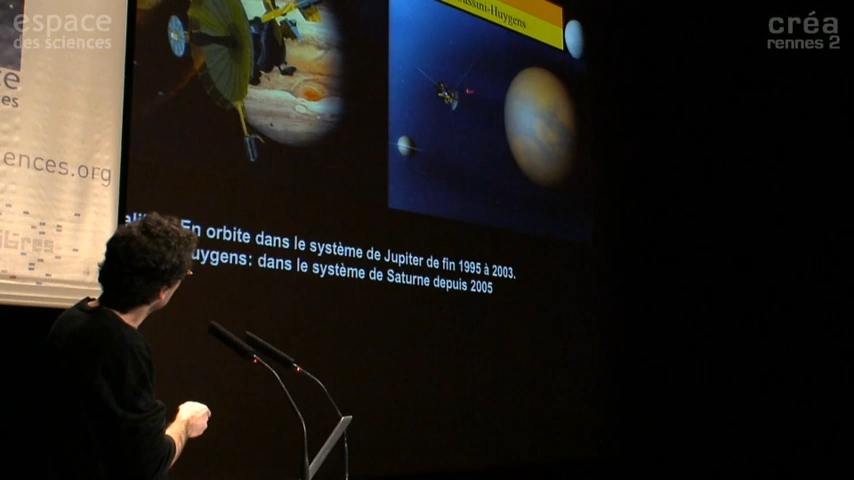 espace
des sciences
créa
rennes 2
Cassini-Huygens
ences.org
En orbite dans le système de Jupiter de fin 1995 à 2003.
uygens: dans le système de Saturne depuis 2005